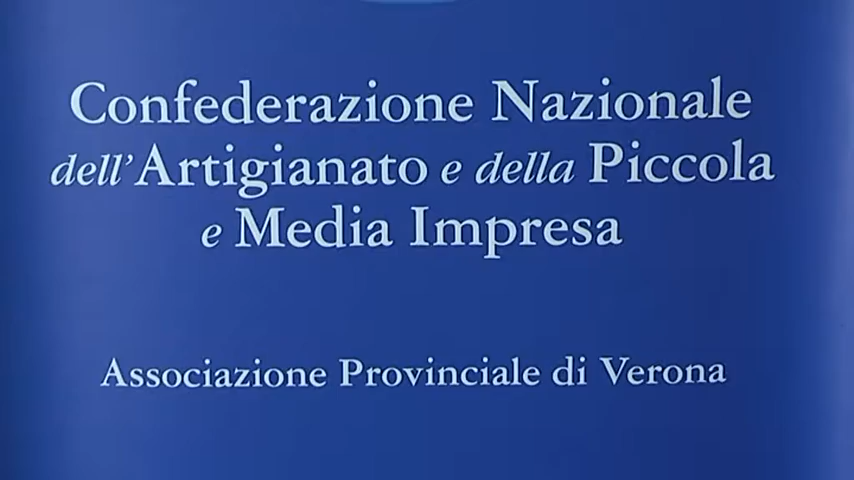 Confederazione Nazionale
dell'Artigianato e della Piccola
e Media Impresa
Associazione Provinciale di Verona